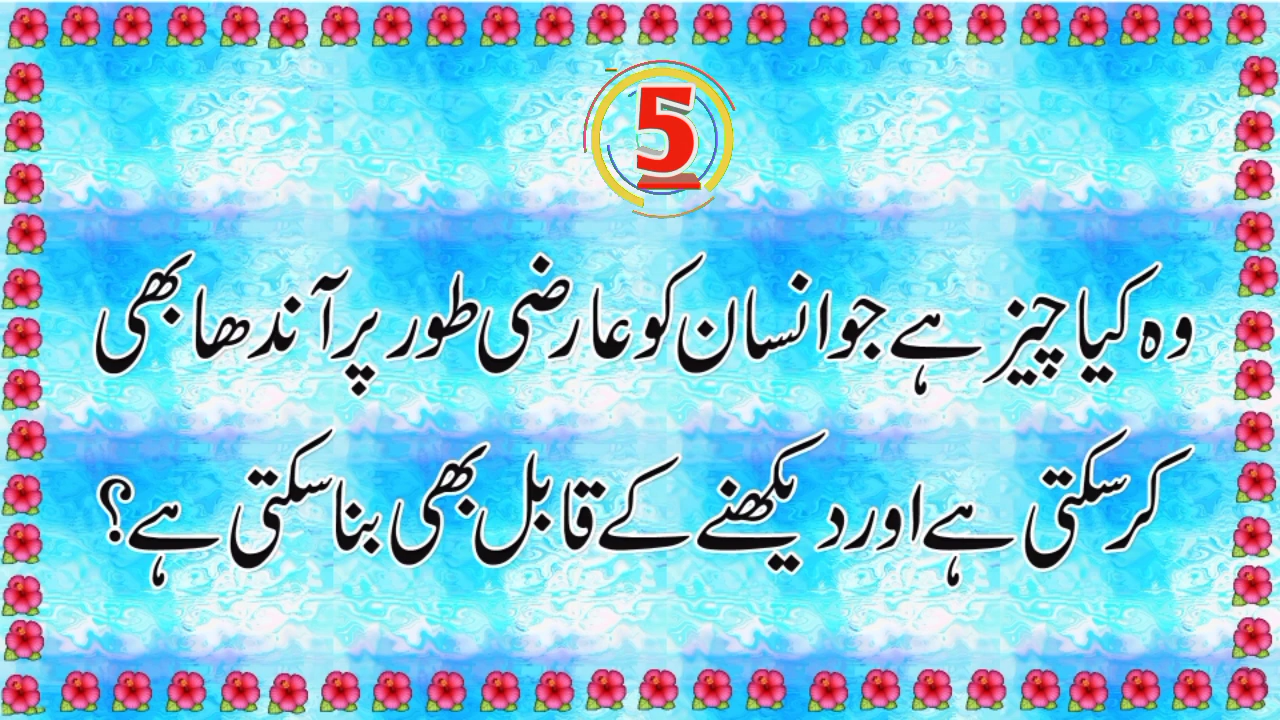 5
وہ کیا چیز ہے جو انسان کو عارضی طور پر آندھا بھی
کر سکتی ہے اور دیکھنے کے قابل بھی بنا سکتی ہے؟